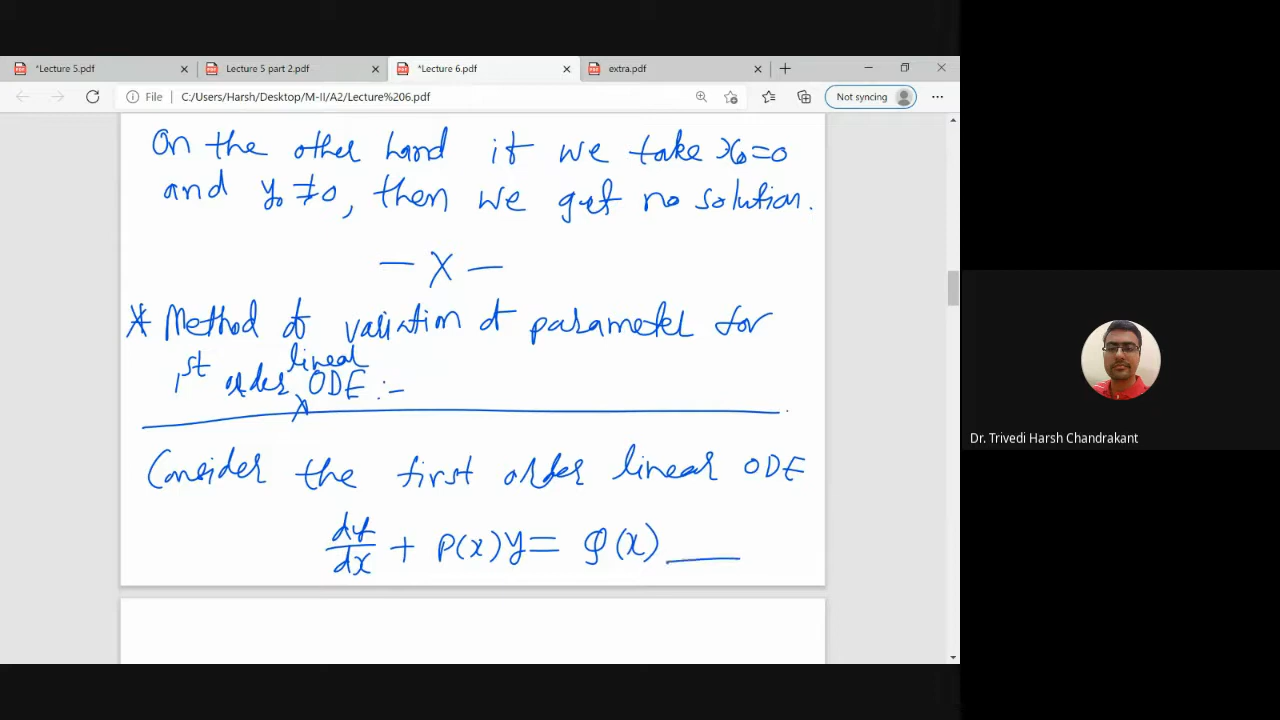 *Lecture 5.pdf
Lecture 5 part 2.pdf
*Lecture 6.pdf
extra.pdf
File
C:/Users/Harsh/Desktop/M-II/A2/Lecture%206.pdf
Not syncing
On the other hand if we take x₀=0
and y₀≠0, then we get no solution.
— X —
* Method of variation of parameter for
1st order linear ODE :-
Consider the first order linear ODE
dy/dx + P(x)y = Q(x) ___
Dr. Trivedi Harsh Chandrakant